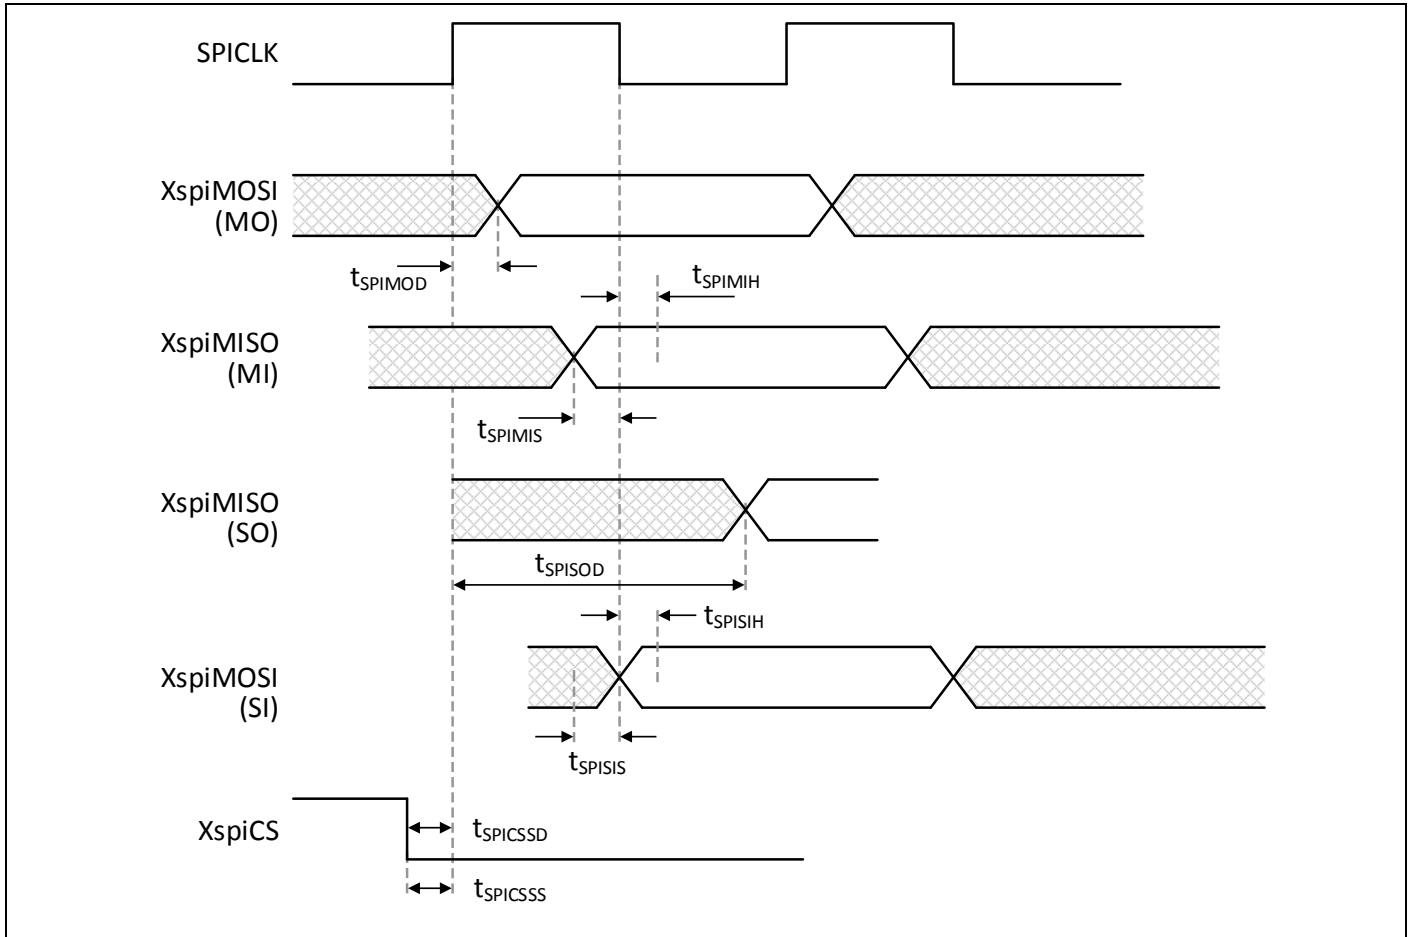 SPICLK
XspiMOSI
(MO)
tSPIMOD
tSPIMIH
XspiMISO
(MI)
tSPIMIS
XspiMISO
(SO)
tSPISOD
tSPISIH
XspiMOSI
(SI)
tSPISIS
XspiCS
tSPICSSD
tSPICSSS